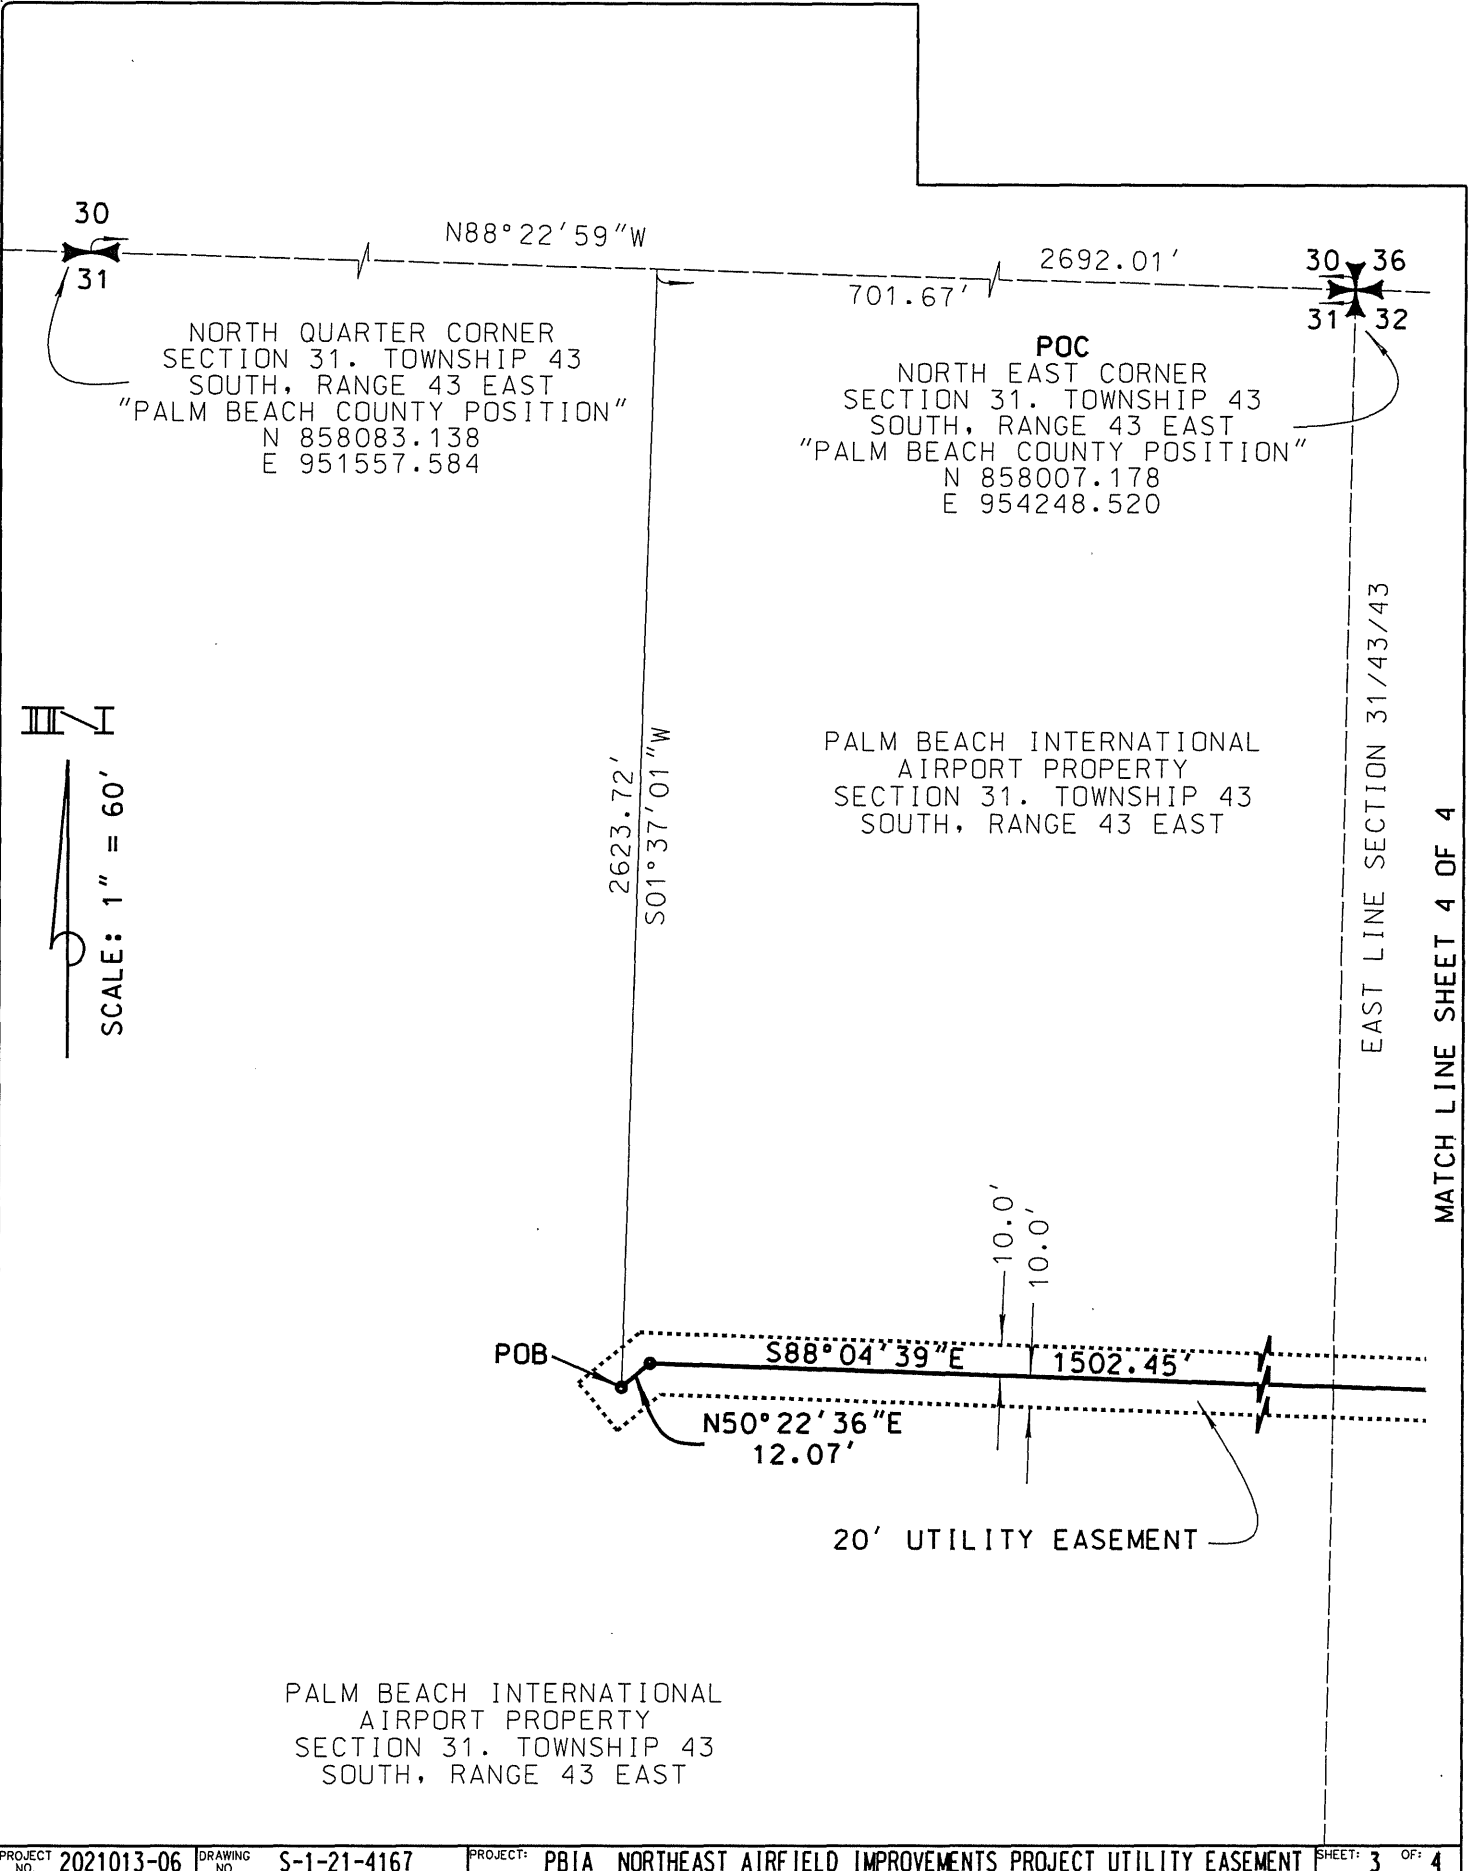 30
31
N88°22'59"W
2692.01'
701.67'
30 36
31 32
NORTH QUARTER CORNER
SECTION 31. TOWNSHIP 43
SOUTH, RANGE 43 EAST
"PALM BEACH COUNTY POSITION"
N 858083.138
E 951557.584
POC
NORTH EAST CORNER
SECTION 31. TOWNSHIP 43
SOUTH, RANGE 43 EAST
"PALM BEACH COUNTY POSITION"
N 858007.178
E 954248.520
SCALE: 1" = 60'
2623.72'
S01°37'01"W
PALM BEACH INTERNATIONAL
AIRPORT PROPERTY
SECTION 31. TOWNSHIP 43
SOUTH, RANGE 43 EAST
EAST LINE SECTION 31/43/43
MATCH LINE SHEET 4 OF 4
10.0'
10.0'
POB
S88°04'39"E 1502.45'
N50°22'36"E
12.07'
20' UTILITY EASEMENT
PALM BEACH INTERNATIONAL
AIRPORT PROPERTY
SECTION 31. TOWNSHIP 43
SOUTH, RANGE 43 EAST
PROJECT NO. 2021013-06 DRAWING NO. S-1-21-4167 PROJECT: PBIA NORTHEAST AIRFIELD IMPROVEMENTS PROJECT UTILITY EASEMENT SHEET: 3 OF: 4